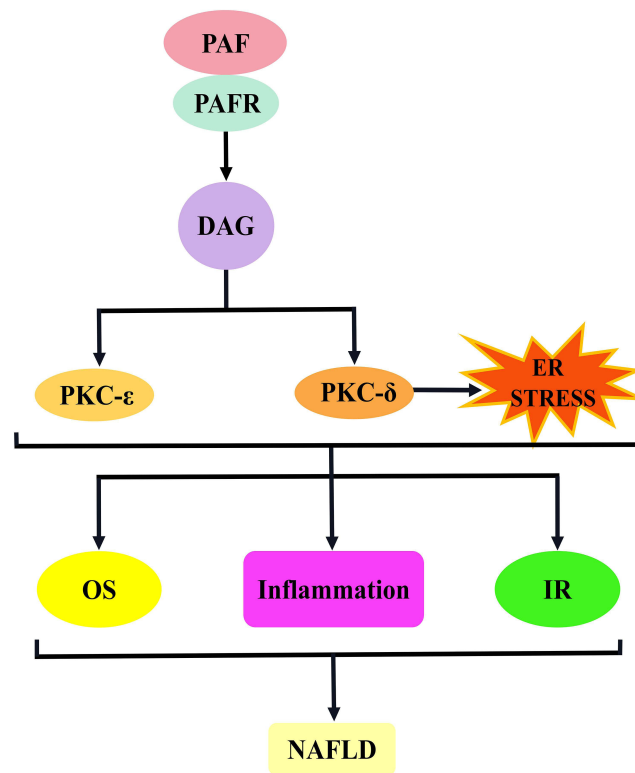 PAF
PAFR
DAG
PKC-ε
PKC-δ
ER
STRESS
OS
Inflammation
IR
NAFLD